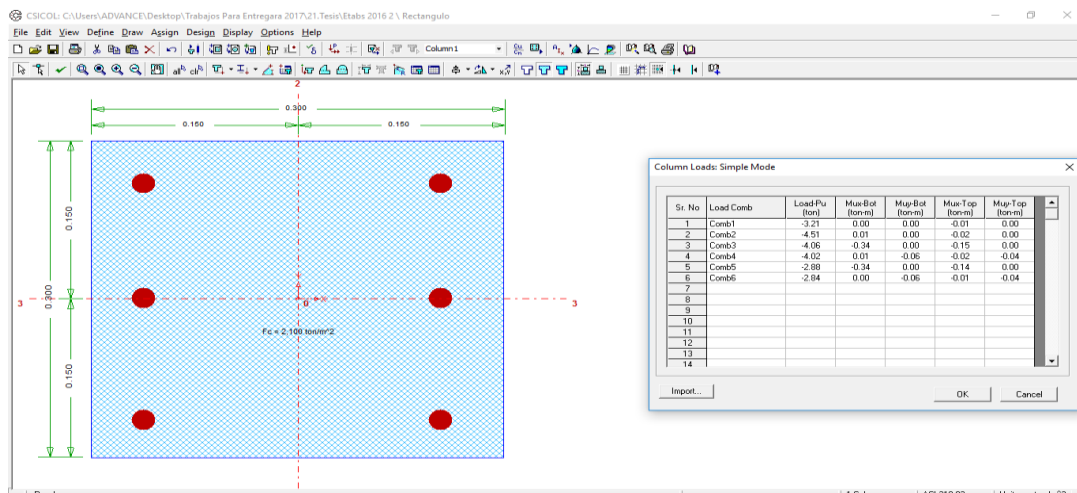 CSICOL: C:\Users\ADVANCE\Desktop\Trabajos Para Entregara 2017\21.Tesis\Etabs 2016 2 \ Rectangulo
File Edit View Define Draw Assign Design Display Options Help
Column1
2
0.300
0.150 0.150
0.150
0.300
3 3
0
Fc = 2,100 ton/m^2
0.150
Column Loads: Simple Mode
Sr. No Load Comb Load-Pu (ton) Mux-Bot (ton-m) Muy-Bot (ton-m) Mux-Top (ton-m) Muy-Top (ton-m)
1 Comb1 -3.21 0.00 0.00 -0.01 0.00
2 Comb2 -4.51 0.01 0.00 -0.02 0.00
3 Comb3 -4.06 -0.34 0.00 -0.15 0.00
4 Comb4 -4.02 0.01 -0.06 -0.02 -0.04
5 Comb5 -2.88 -0.34 0.00 -0.14 0.00
6 Comb6 -2.84 0.00 -0.06 -0.01 -0.04
7
8
9
10
11
12
13
14
Import... OK Cancel